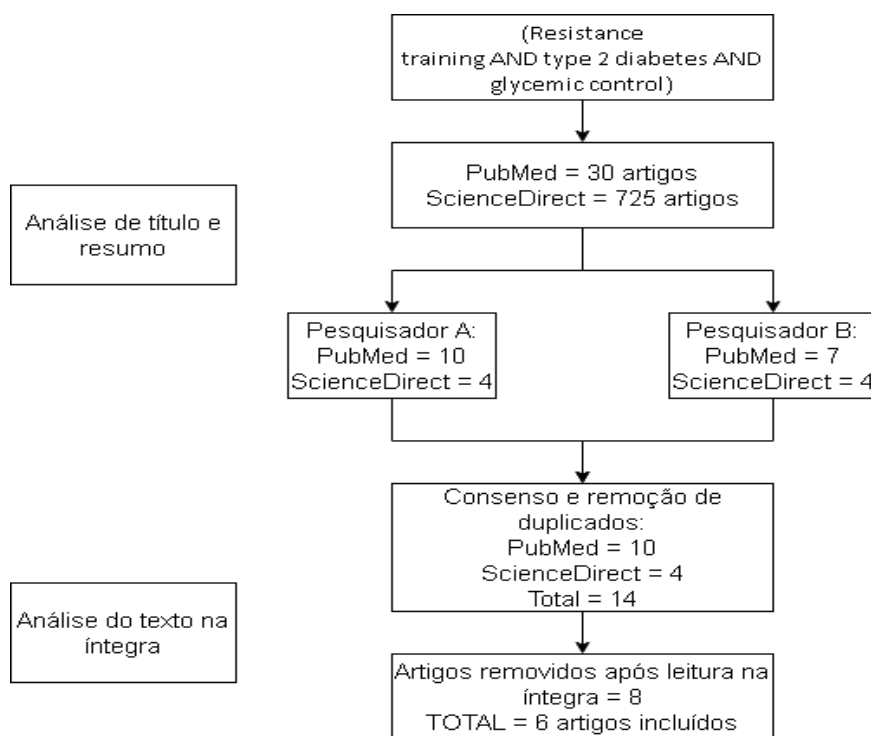 (Resistance
training AND type 2 diabetes AND
glycemic control)
PubMed = 30 artigos
ScienceDirect = 725 artigos
Análise de título e
resumo
Pesquisador A:
PubMed = 10
ScienceDirect = 4
Pesquisador B:
PubMed = 7
ScienceDirect = 4
Consenso e remoção de
duplicados:
PubMed = 10
ScienceDirect = 4
Total = 14
Análise do texto na
íntegra
Artigos removidos após leitura na
íntegra = 8
TOTAL = 6 artigos incluídos